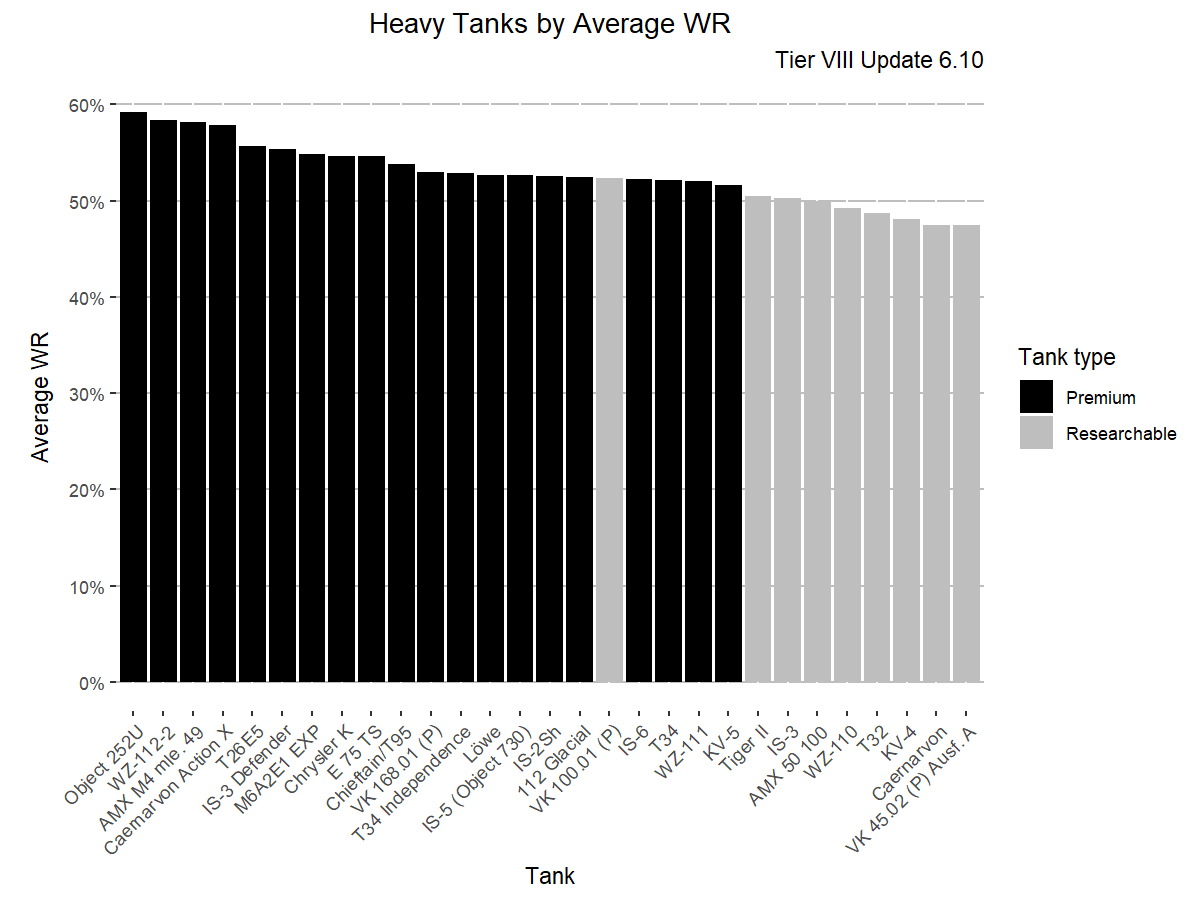 Heavy Tanks by Average WR
Tier VIII Update 6.10
Average WR
60%
50%
40%
30%
20%
10%
0%
Object 252U
WZ-112-2
AMX M4 mle. 49
Caernarvon Action X
T26E5
IS-3 Defender
M6A2E1 EXP
Chrysler K
E 75 TS
Chieftain/T95
VK 168.01 (P)
T34 Independence
Löwe
IS-5 (Object 730)
IS-2Sh
112 Glacial
VK 100.01 (P)
IS-6
T34
WZ-111
KV-5
Tiger II
IS-3
AMX 50 100
WZ-110
T32
KV-4
Caernarvon
VK 45.02 (P) Ausf. A
Tank
Tank type
Premium
Researchable